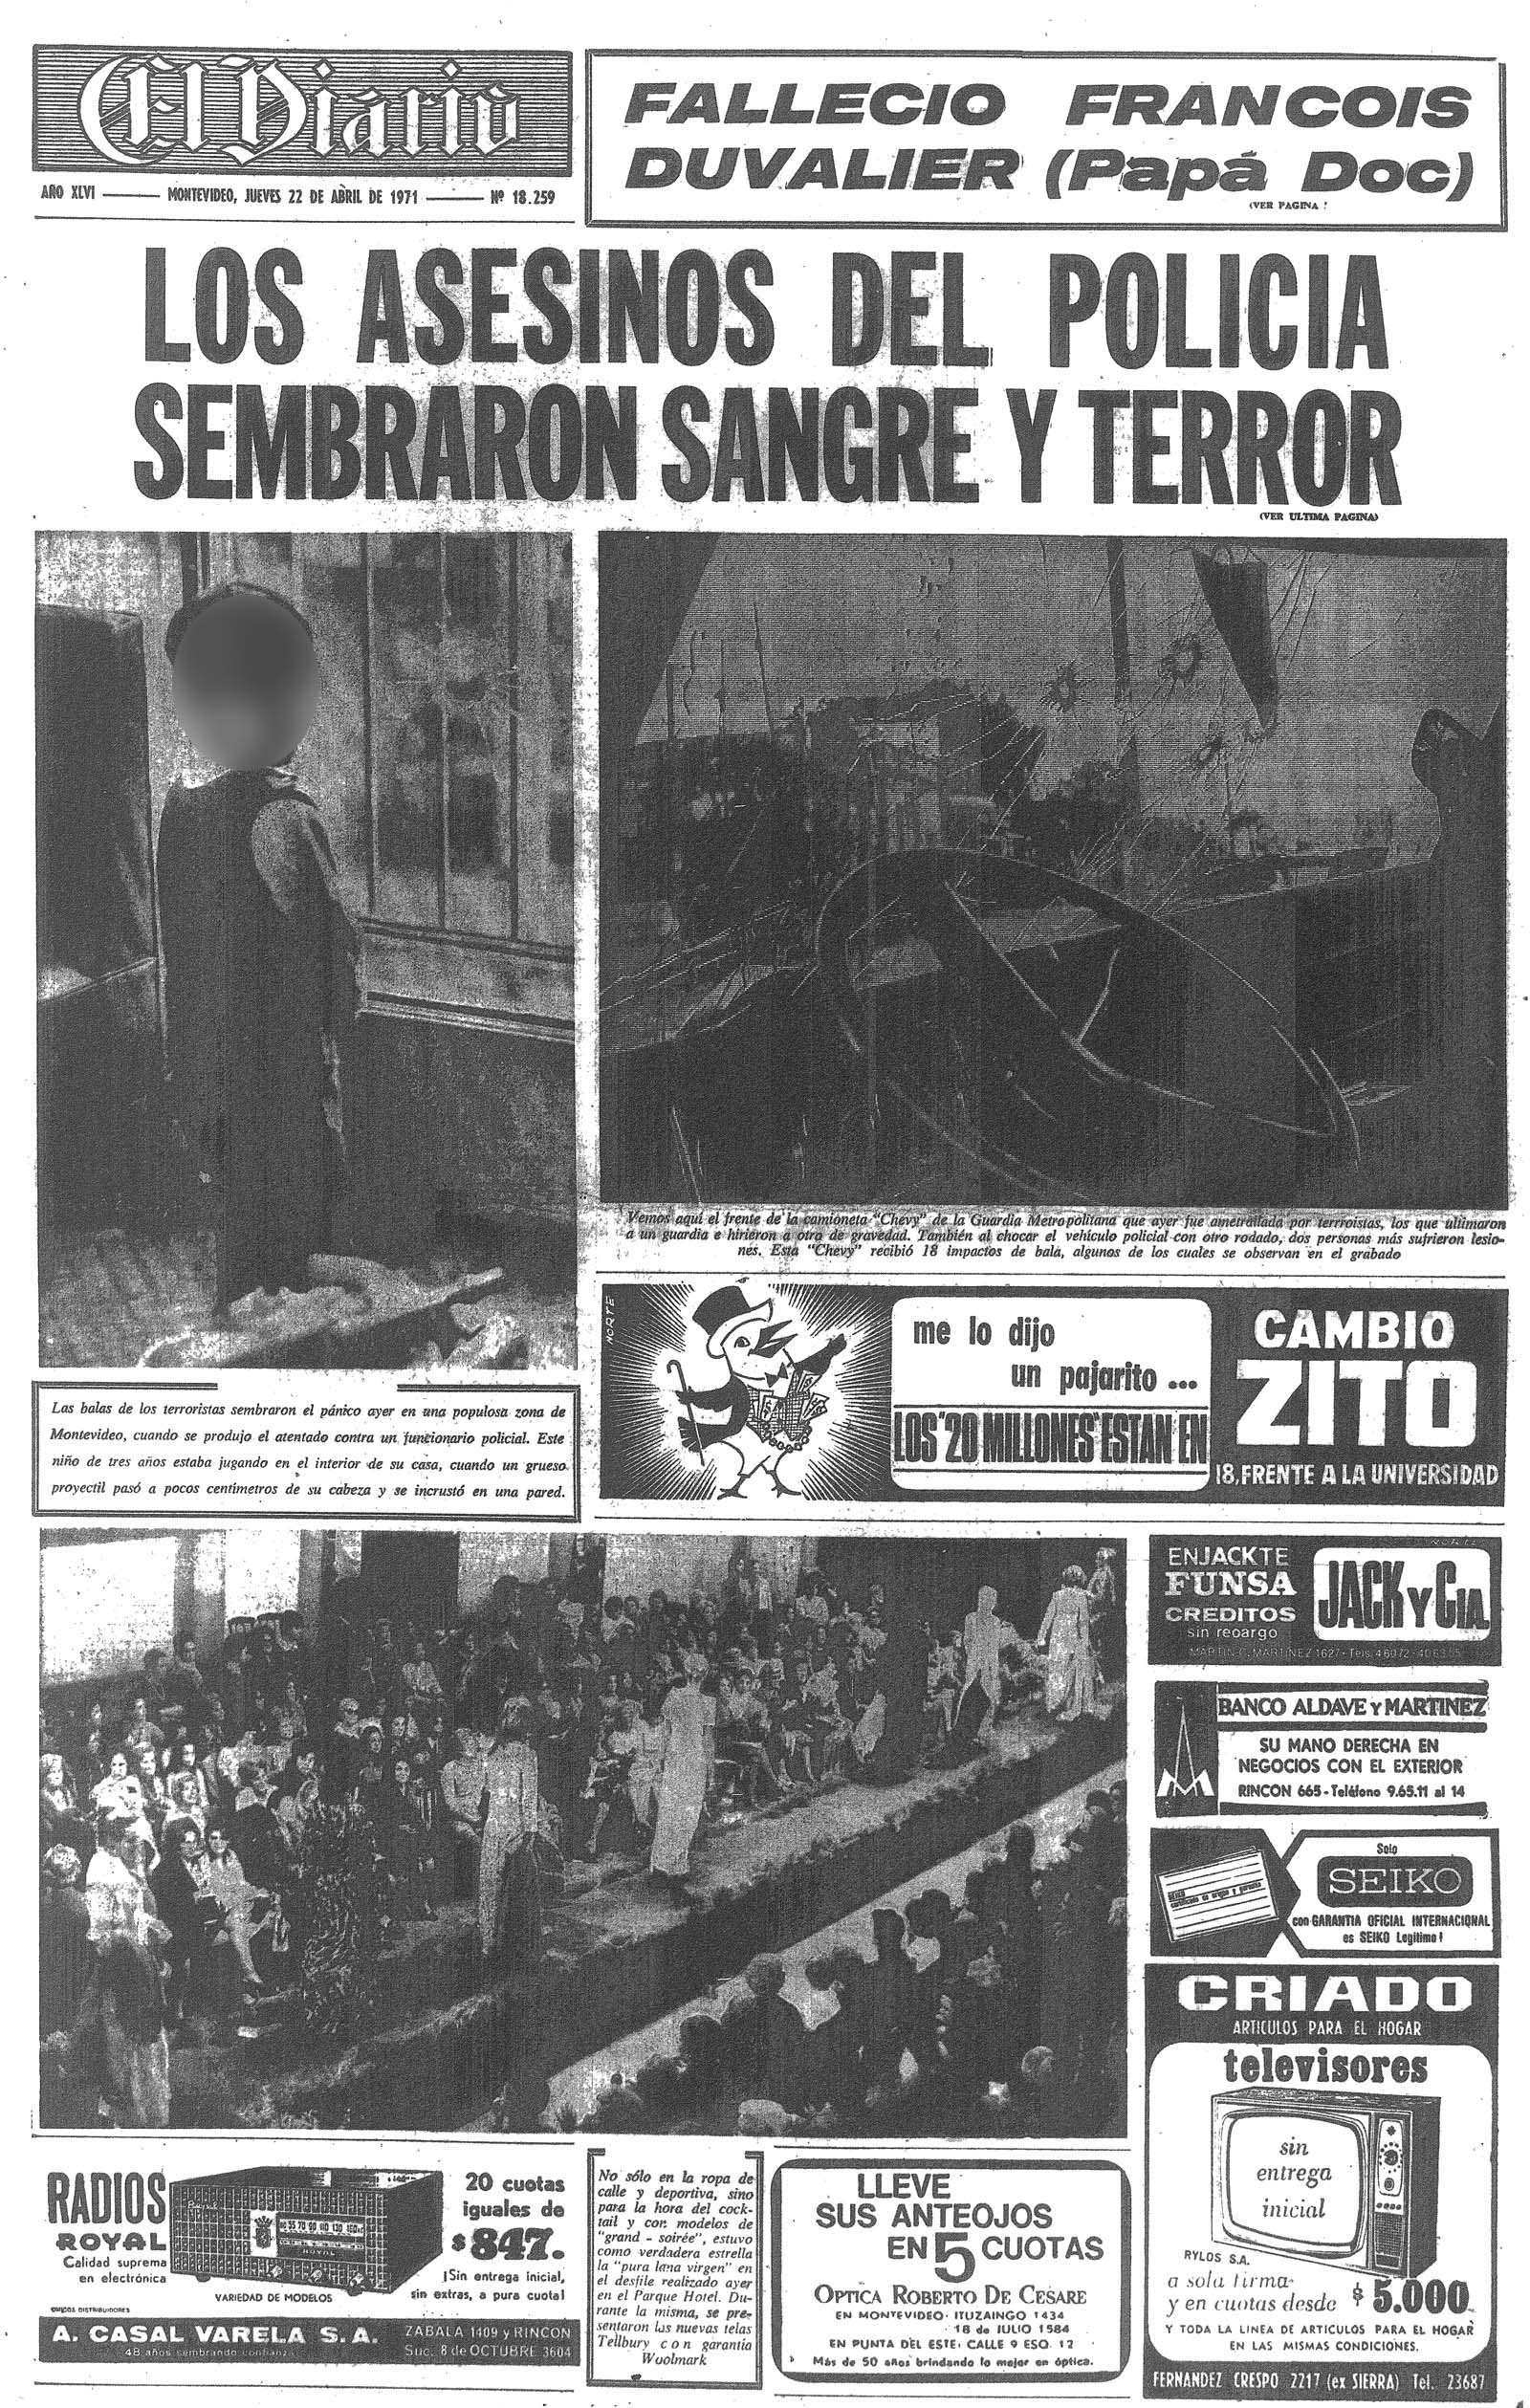 El Diario
AÑO XLVI — MONTEVIDEO, JUEVES 22 DE ABRIL DE 1971 — Nº 18.259
FALLECIO FRANCOIS
DUVALIER (Papá Doc)
(VER PAGINA
LOS ASESINOS DEL POLICIA
SEMBRARON SANGRE Y TERROR
(VER ULTIMA PAGINA)
Vemos aquí el frente de la camioneta "Chevy" de la Guardia Metropolitana que ayer fue ametrallada por terrroistas, los que ultimaron
a un guardia e hirieron a otro de gravedad. También al chocar el vehículo policial con otro rodado, dos personas más sufrieron lesio-
nes. Esta "Chevy" recibió 18 impactos de bala, algunos de los cuales se observan en el grabado
Las balas de los terroristas sembraron el pánico ayer en una populosa zona de
Montevideo, cuando se produjo el atentado contra un funcionario policial. Este
niño de tres años estaba jugando en el interior de su casa, cuando un grueso
proyectil pasó a pocos centímetros de su cabeza y se incrustó en una pared.
NORTE
me lo dijo
un pajarito ...
LOS "20 MILLONES" ESTAN EN
CAMBIO
ZITO
18, FRENTE A LA UNIVERSIDAD
ENJACKTE
FUNSA
CREDITOS
sin recargo
JACK Y CIA.
MARTIN C. MARTINEZ 1627 - Tels. 46072
BANCO ALDAVE Y MARTINEZ
SU MANO DERECHA EN
NEGOCIOS CON EL EXTERIOR
RINCON 665 - Teléfono 9.65.11 al 14
SEIKO
certificado de origen y garantía
Solo
SEIKO
con GARANTIA OFICIAL INTERNACIONAL
es SEIKO Legítimo!
CRIADO
ARTICULOS PARA EL HOGAR
televisores
sin
entrega
inicial
RYLOS S.A.
a sola firma
y en cuotas desde $ 5.000
Y TODA LA LINEA DE ARTICULOS PARA EL HOGAR
EN LAS MISMAS CONDICIONES.
FERNANDEZ CRESPO 2217 (ex SIERRA) Tel. 23687
RADIOS
ROYAL
Calidad suprema
en electrónica
VARIEDAD DE MODELOS
20 cuotas
iguales de
$ 847.
¡Sin entrega inicial,
sin extras, a pura cuota!
UNICOS DISTRIBUIDORES
A. CASAL VARELA S.A.
48 años sembrando confianza
ZABALA 1409 y RINCON
Suc. 8 de OCTUBRE 3604
No sólo en la ropa de
calle y deportiva, sino
para la hora del cock-
tail y con modelos de
"grand - soirée", estuvo
como verdadera estrella
la "pura lana virgen" en
el desfile realizado ayer
en el Parque Hotel. Du-
rante la misma, se pre-
sentaron las nuevas telas
Tellbury con garantía
Woolmark
LLEVE
SUS ANTEOJOS
EN 5 CUOTAS
OPTICA ROBERTO DE CESARE
EN MONTEVIDEO: ITUZAINGO 1434
18 de JULIO 1584
EN PUNTA DEL ESTE: CALLE 9 ESQ. 12
Más de 50 años brindando lo mejor en óptica.